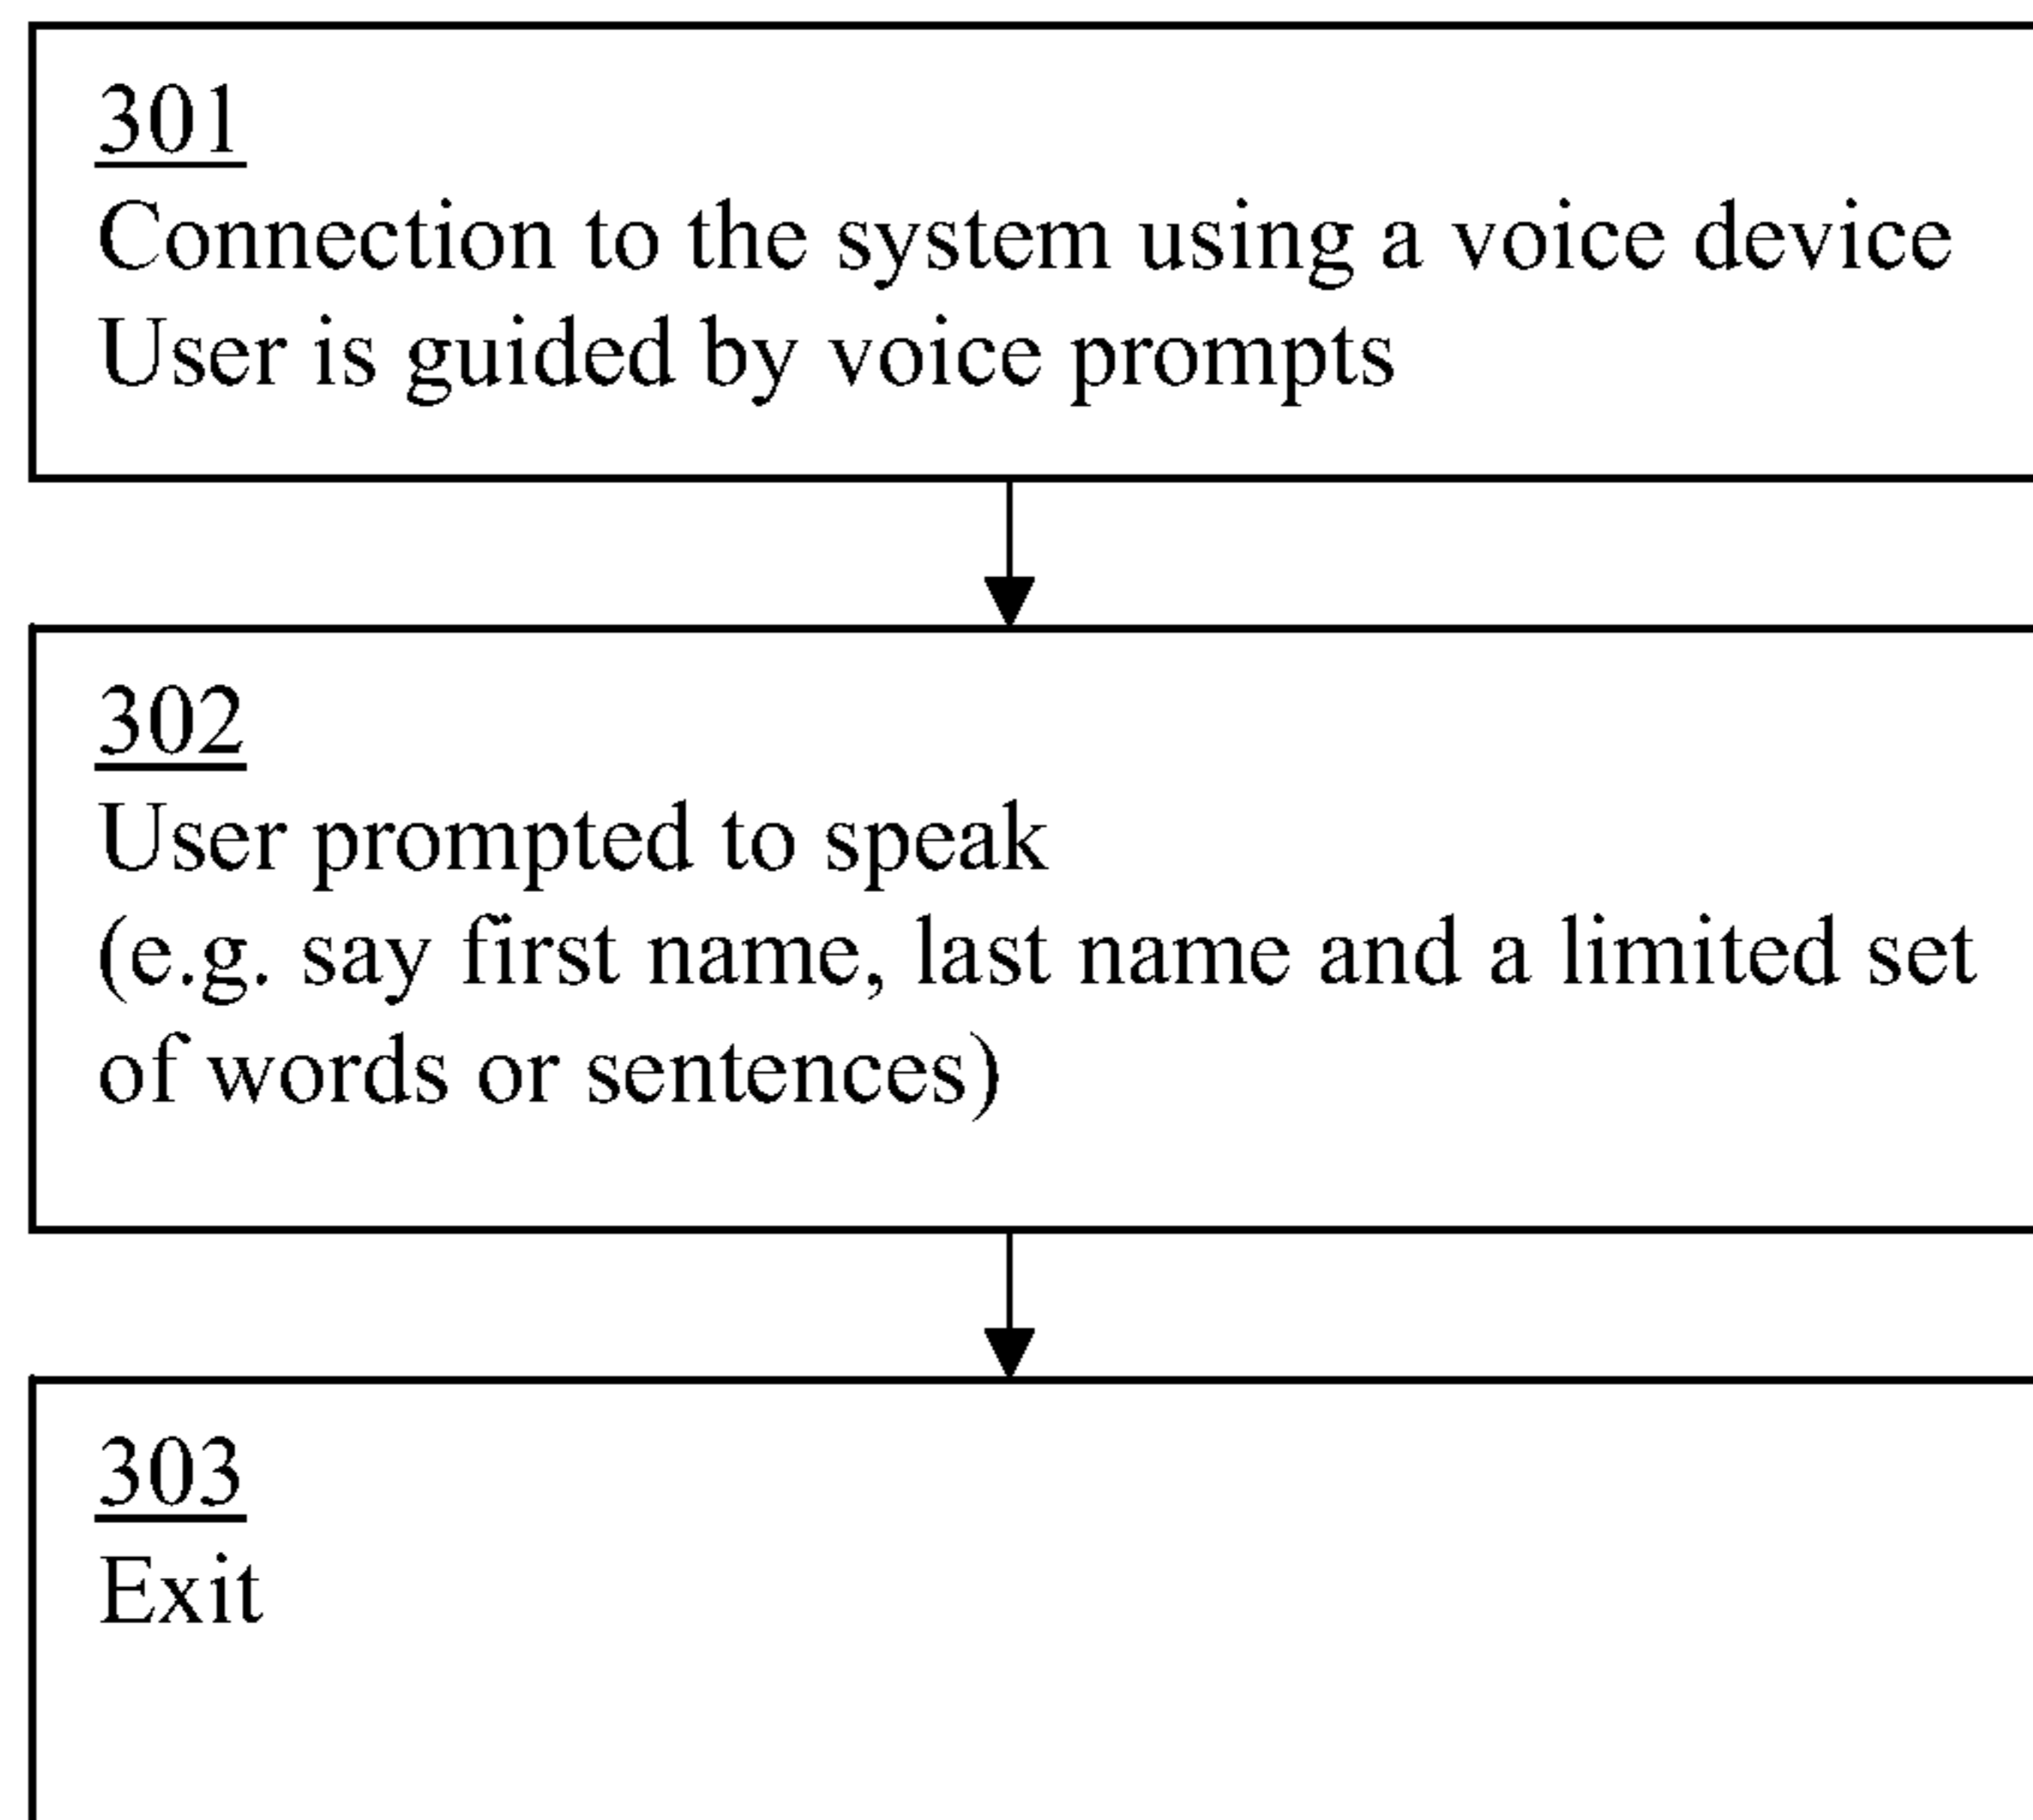 301
Connection to the system using a voice device
User is guided by voice prompts
302
User prompted to speak
(e.g. say first name, last name and a limited set
of words or sentences)
303
Exit